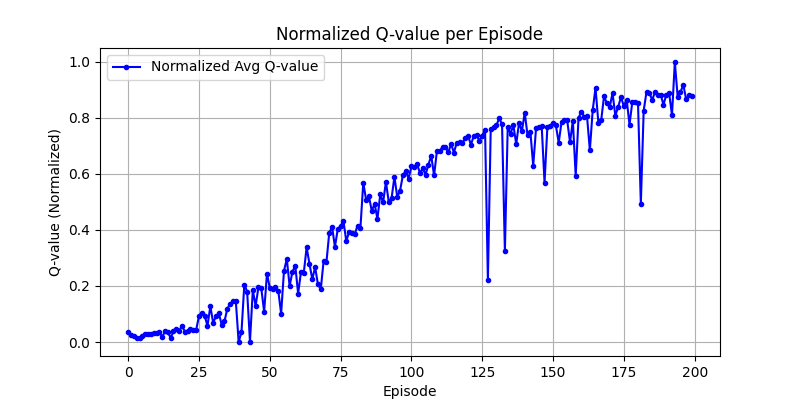 Normalized Q-value per Episode
Normalized Avg Q-value
Q-value (Normalized)
1.0
0.8
0.6
0.4
0.2
0.0
0 25 50 75 100 125 150 175 200
Episode